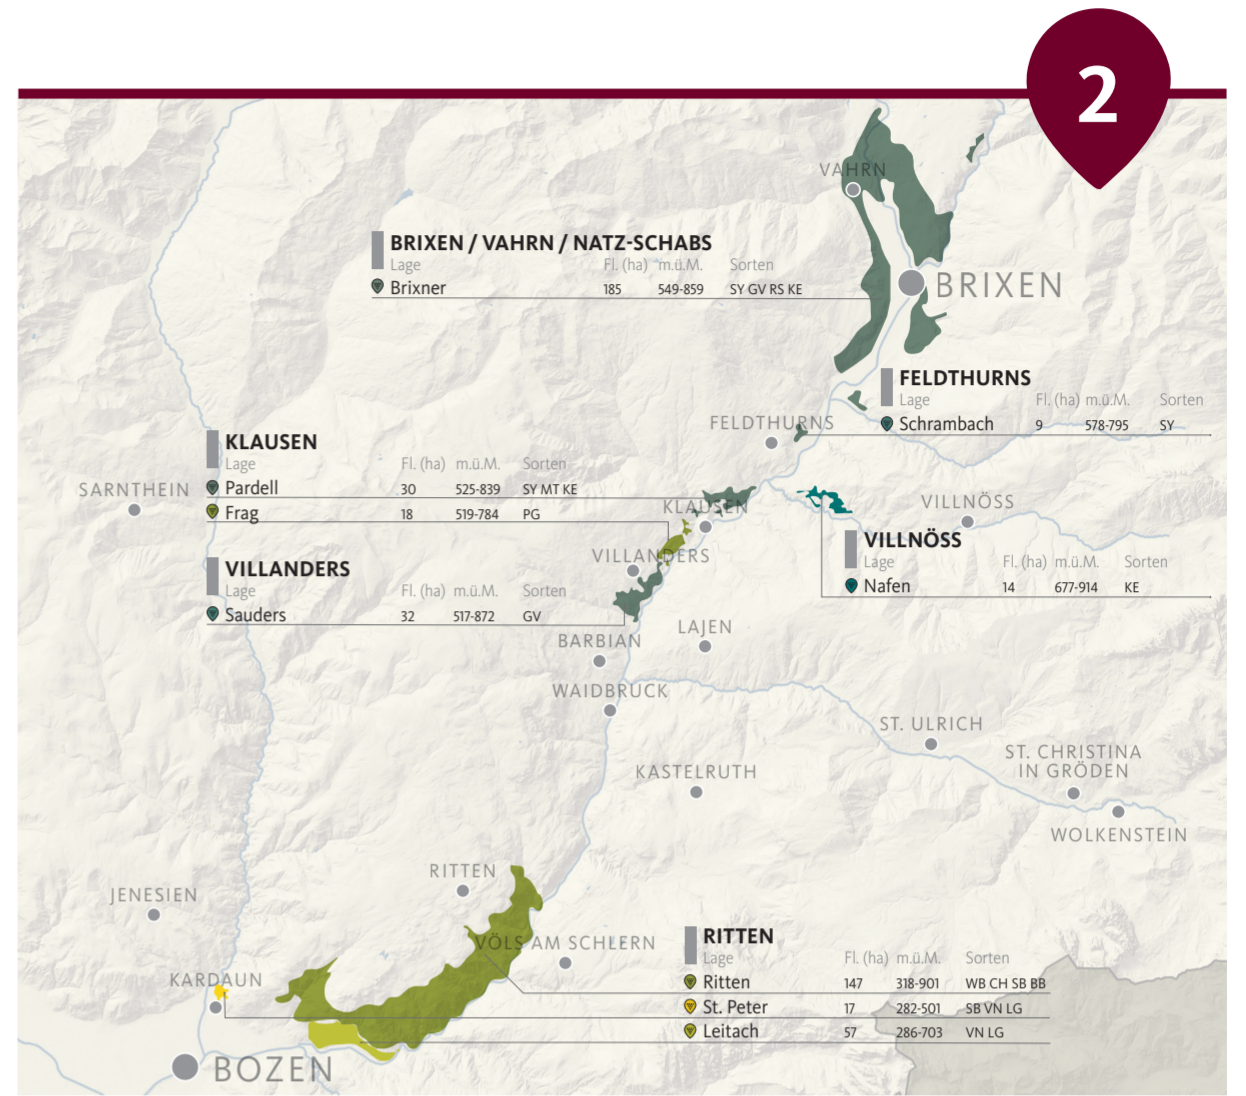 2
VAHRN
BRIXEN / VAHRN / NATZ-SCHABS
Lage Fl. (ha) m.ü.M. Sorten
Brixner 185 549-859 SY GV RS KE
BRIXEN
FELDTHURNS
Lage Fl. (ha) m.ü.M. Sorten
Schrambach 9 578-795 SY
FELDTHURNS
KLAUSEN
Lage Fl. (ha) m.ü.M. Sorten
Pardell 30 525-839 SY MT KE
Frag 18 519-784 PG
SARNTHEIN
KLAUSEN
VILLNÖSS
VILLNÖSS
Lage Fl. (ha) m.ü.M. Sorten
Nafen 14 677-914 KE
VILLANDERS
VILLANDERS
Lage Fl. (ha) m.ü.M. Sorten
Sauders 32 517-872 GV
BARBIAN
LAJEN
WAIDBRUCK
ST. ULRICH
KASTELRUTH
ST. CHRISTINA
IN GRÖDEN
WOLKENSTEIN
RITTEN
JENESIEN
VÖLS AM SCHLERN
RITTEN
Lage Fl. (ha) m.ü.M. Sorten
Ritten 147 318-901 WB CH SB BB
St. Peter 17 282-501 SB VN LG
Leitach 57 286-703 VN LG
KARDAUN
BOZEN